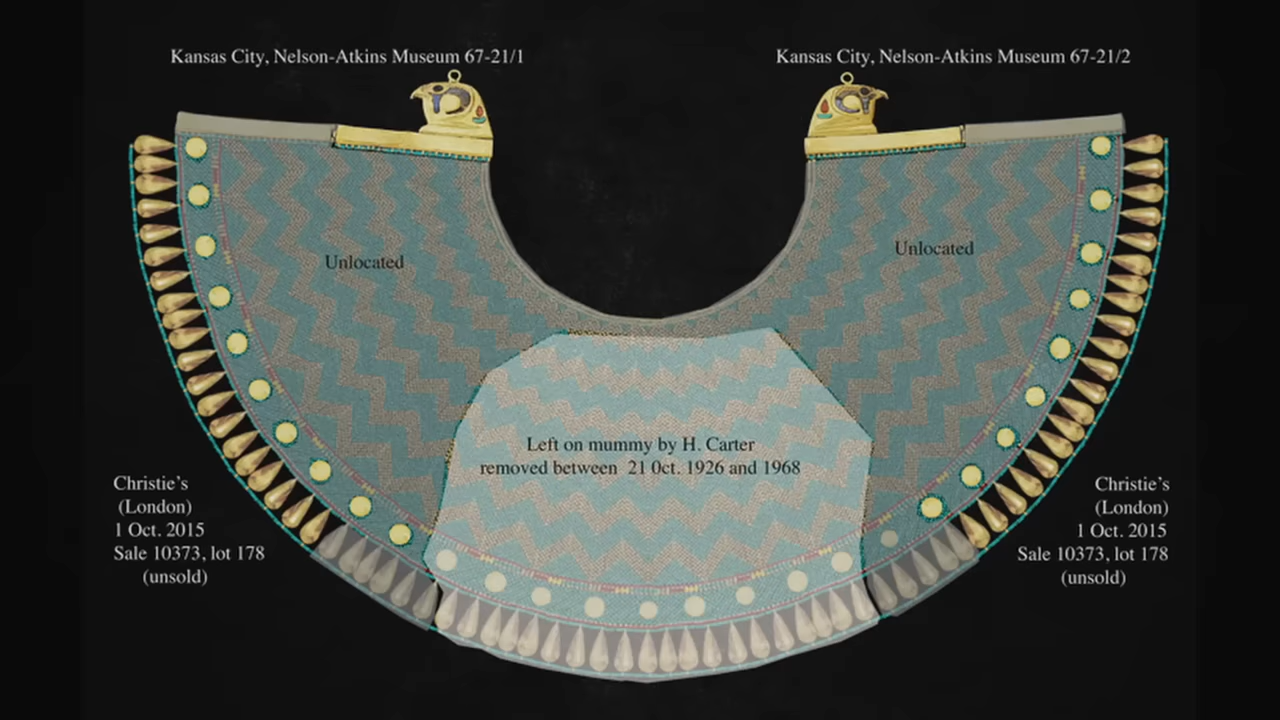 Kansas City, Nelson-Atkins Museum 67-21/1
Kansas City, Nelson-Atkins Museum 67-21/2
Unlocated
Unlocated
Left on mummy by H. Carter
removed between 21 0ct. 1926 and 1968
Christie's
(London)
1 Oct. 2015
Sale 10373, lot 178
(unsold)
Christie's
(London)
1 Oct. 2015
Sale 10373, lot 178
(unsold)